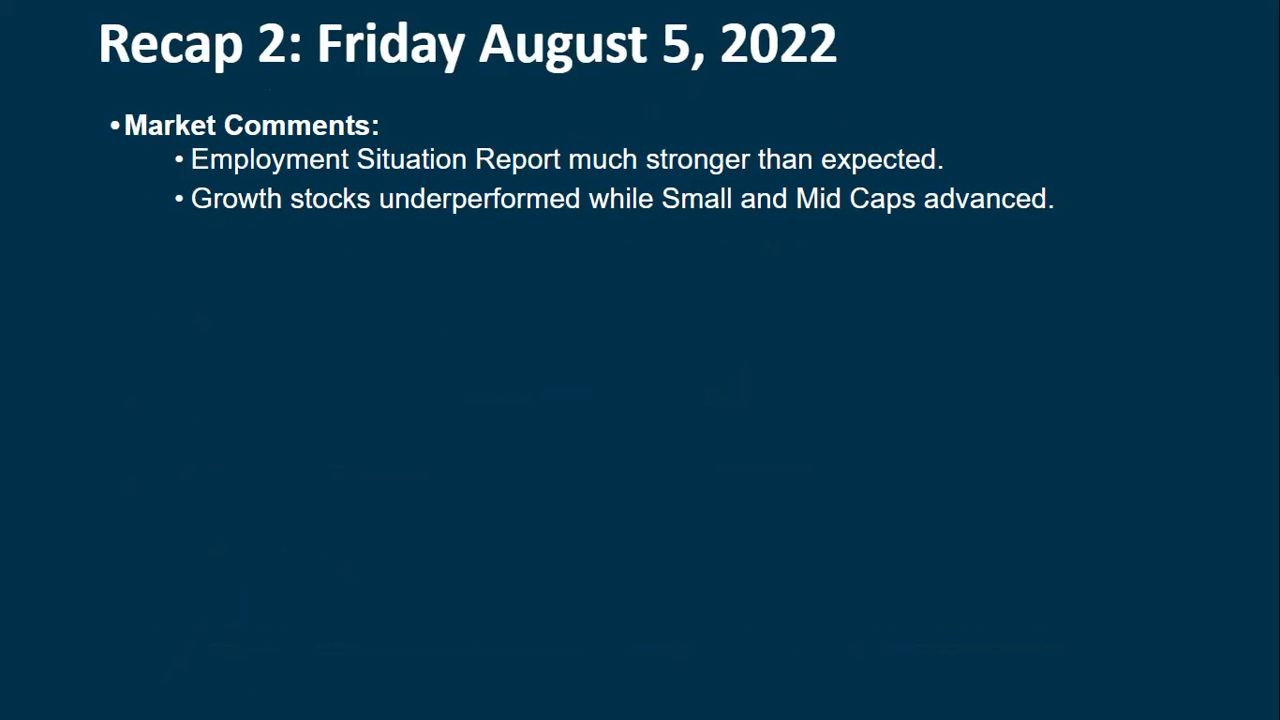 Recap 2: Friday August 5, 2022
•Market Comments:
• Employment Situation Report much stronger than expected.
• Growth stocks underperformed while Small and Mid Caps advanced.